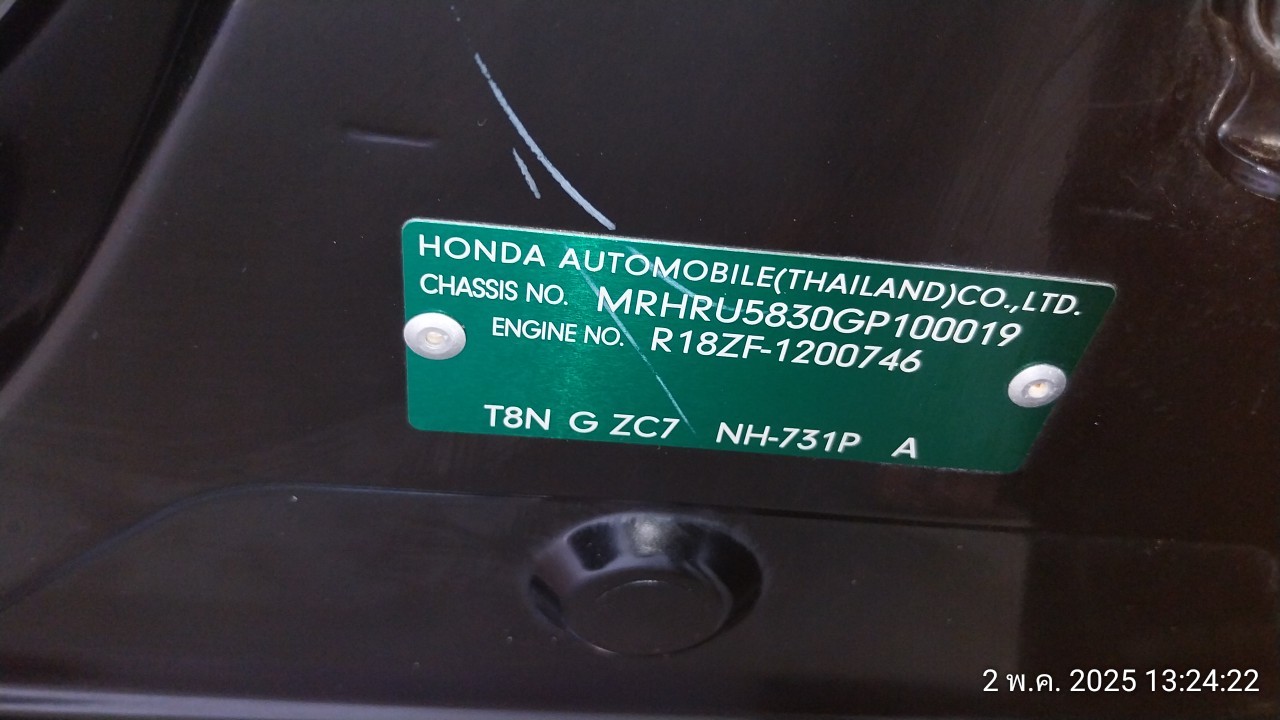 HONDA AUTOMOBILE(THAILAND)CO.,LTD.
CHASSIS NO. MRHRU5830GP100019
ENGINE NO. R18ZF-1200746
T8N G ZC7 NH-731P A
2 พ.ค. 2025 13:24:22